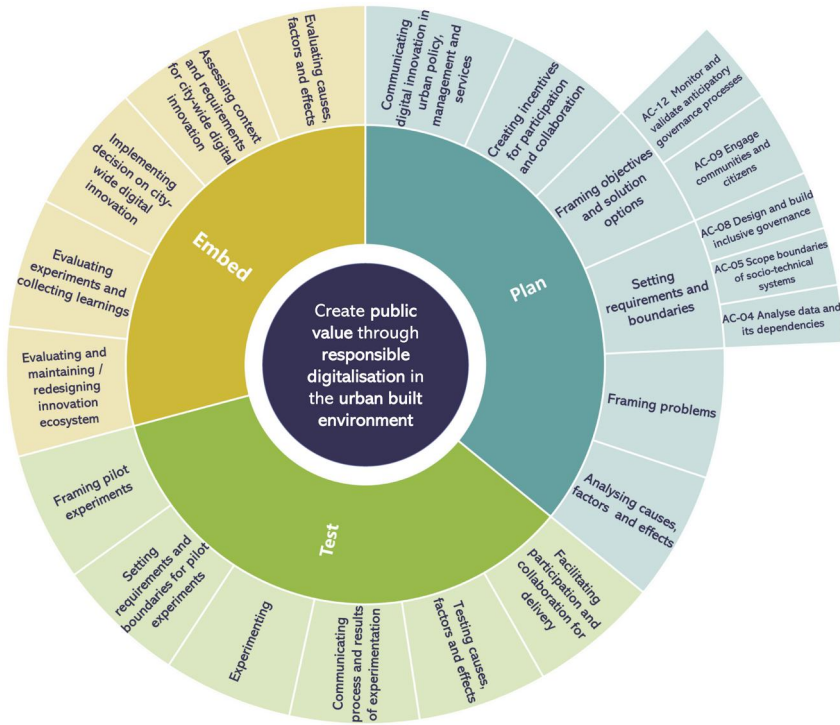 Create public
value through
responsible
digitalisation in
the urban built
environment
Plan
Communicating
digital innovation in
urban policy,
management and
services
Creating incentives
for participation
and collaboration
Framing objectives
and solution
options
Setting
requirements and
boundaries
AC-12 Monitor and
validate anticipatory
governance processes
AC-09 Engage
communities and
citizens
AC-08 Design and build
inclusive governance
AC-05 Scope boundaries
of socio-technical
systems
AC-04 Analyse data and
its dependencies
Framing problems
Analysing causes,
factors and effects
Test
Facilitating
participation and
collaboration for
delivery
Testing causes,
factors and effects
Communicating
process and results
of experimentation
Experimenting
Setting
requirements and
boundaries for pilot
experiments
Framing pilot
experiments
Embed
Evaluating and
maintaining /
redesigning
innovation
ecosystem
Evaluating
experiments and
collecting learnings
Implementing
decision on city-
wide digital
innovation
Assessing context
and requirements
for city-wide digital
innovation
Evaluating causes,
factors and effects